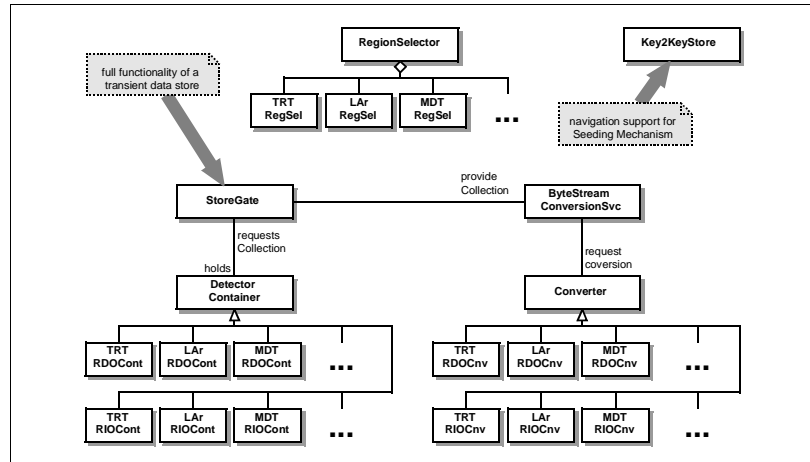 RegionSelector
Key2KeyStore
full functionality of a
transient data store
TRT
RegSel
LAr
RegSel
MDT
RegSel
...
navigation support for
Seeding Mechanism
provide
Collection
StoreGate
ByteStream
ConversionSvc
requests
Collection
request
coversion
holds
Detector
Container
Converter
TRT
RDOCont
LAr
RDOCont
MDT
RDOCont
...
TRT
RDOCnv
LAr
RDOCnv
MDT
RDOCnv
...
TRT
RIOCont
LAr
RIOCont
MDT
RIOCont
...
TRT
RIOCnv
LAr
RIOCnv
MDT
RIOCnv
...